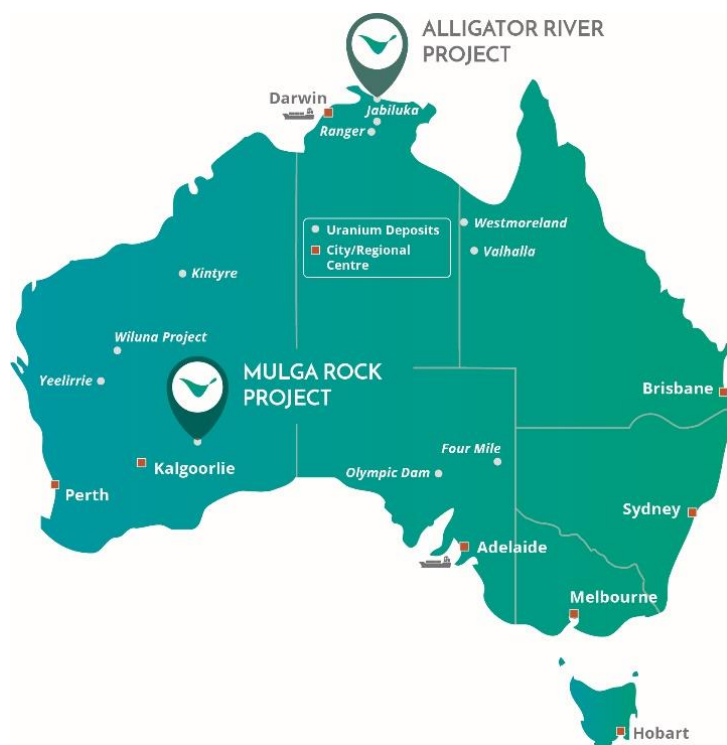 ALLIGATOR RIVER
PROJECT
Darwin
Jabiluka
Ranger
Uranium Deposits
City/Regional
Centre
Westmoreland
Valhalla
Kintyre
Wiluna Project
Yeelirrie
MULGA ROCK
PROJECT
Brisbane
Kalgoorlie
Four Mile
Olympic Dam
Perth
Sydney
Adelaide
Melbourne
Hobart